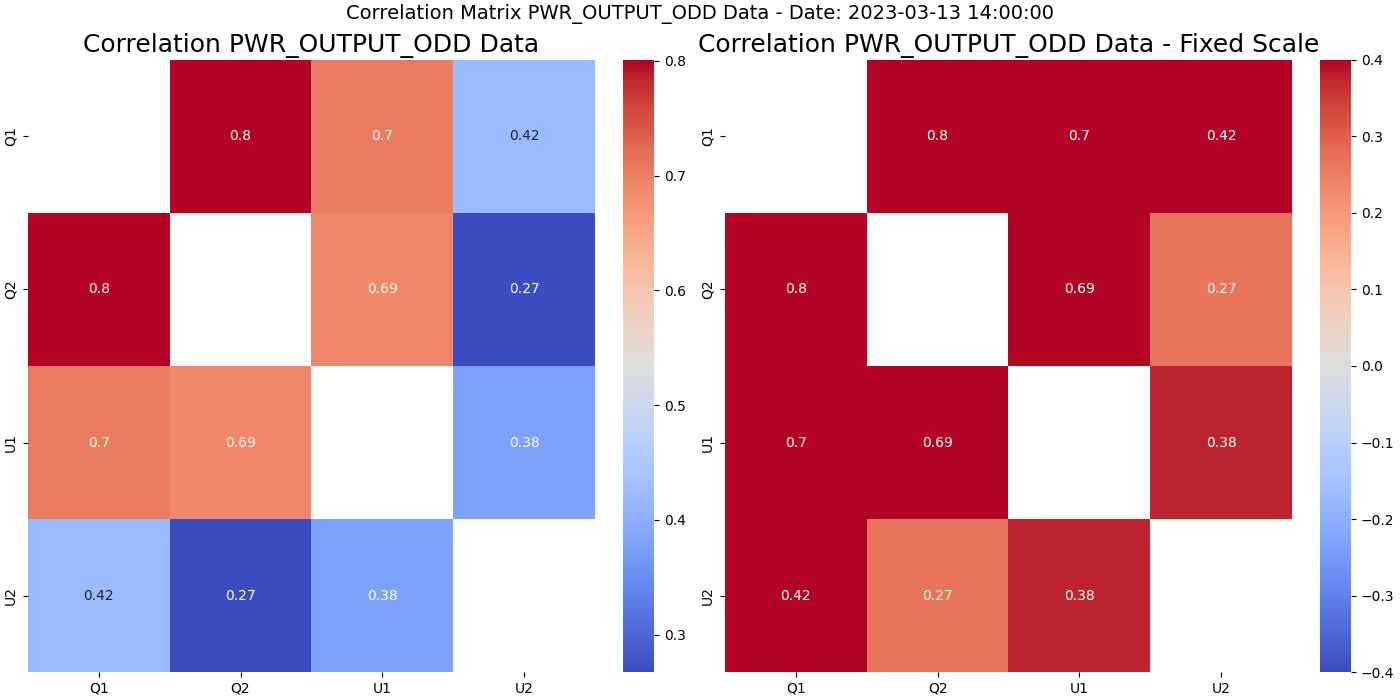 Correlation Matrix PWR_OUTPUT_ODD Data - Date: 2023-03-13 14:00:00
Correlation PWR_OUTPUT_ODD Data
Q1
0.8
0.7
0.42
Q2
0.8
0.69
0.27
U1
0.7
0.69
0.38
U2
0.42
0.27
0.38
Q1
Q2
U1
U2
0.8
0.7
0.6
0.5
0.4
0.3
Correlation PWR_OUTPUT_ODD Data - Fixed Scale
Q1
0.8
0.7
0.42
Q2
0.8
0.69
0.27
U1
0.7
0.69
0.38
U2
0.42
0.27
0.38
Q1
Q2
U1
U2
0.4
0.3
0.2
0.1
0.0
−0.1
−0.2
−0.3
−0.4